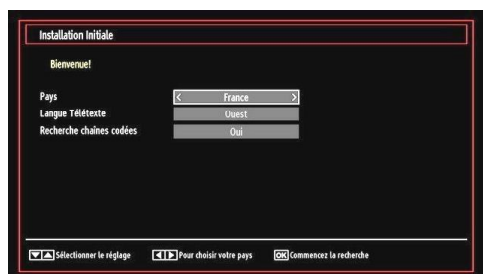 Installation Initiale
Bienvenue!
Pays < France >
Langue Télétexte Ouest
Recherche chaînes codées Oui
Sélectionner le réglage Pour choisir votre pays OK Commencez la recherche